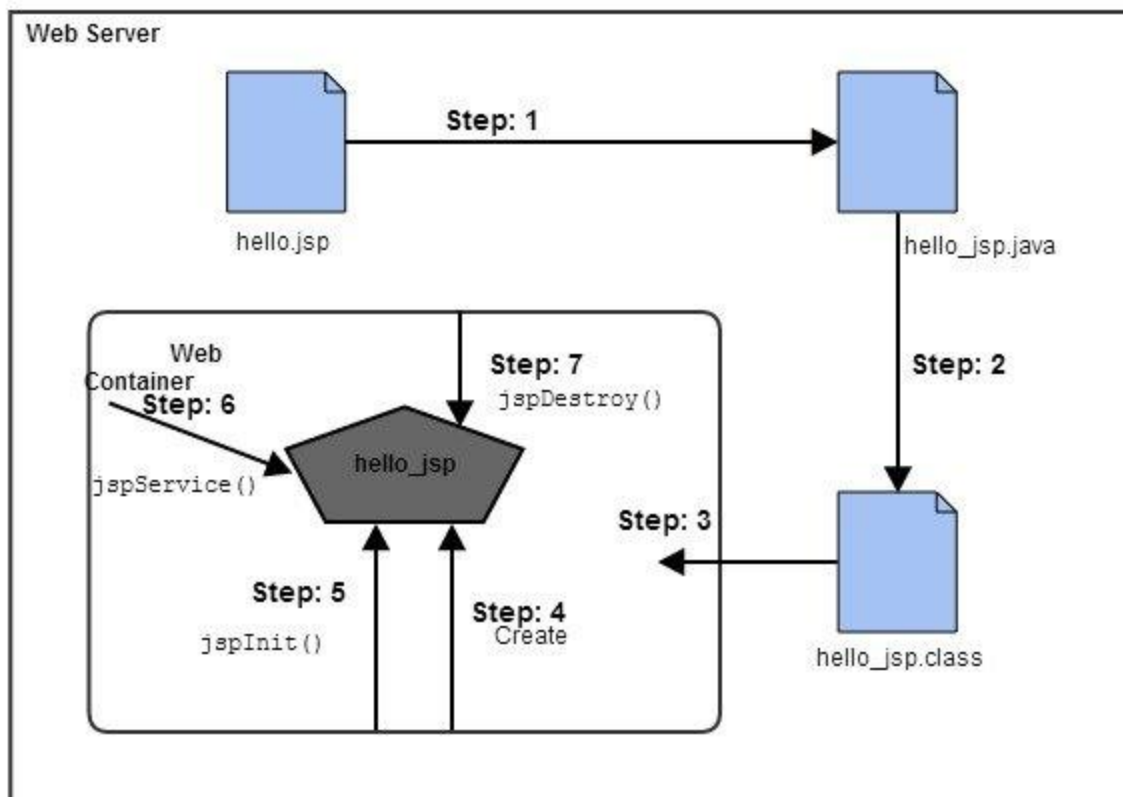 Web Server
Step: 1
hello.jsp
hello_jsp.java
Step: 2
Web
Container
Step: 6
jspService()
Step: 7
jspDestroy()
hello_jsp
Step: 3
Step: 5
jspInit()
Step: 4
Create
hello_jsp.class